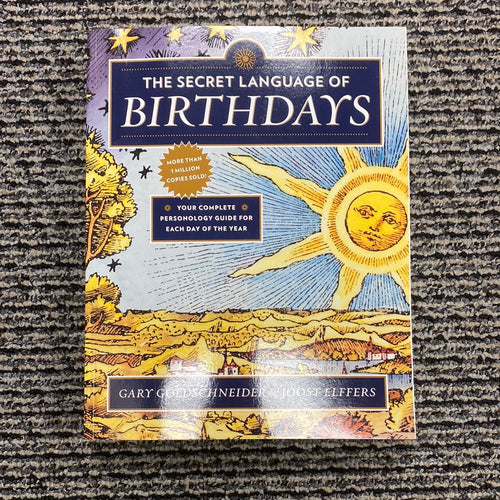 THE SECRET LANGUAGE OF
BIRTHDAYS
MORE THAN
1 MILLION
COPIES SOLD!
YOUR COMPLETE
PERSONOLOGY GUIDE FOR
EACH DAY OF THE YEAR
GARY GOLDSCHNEIDER & JOOST ELFFERS